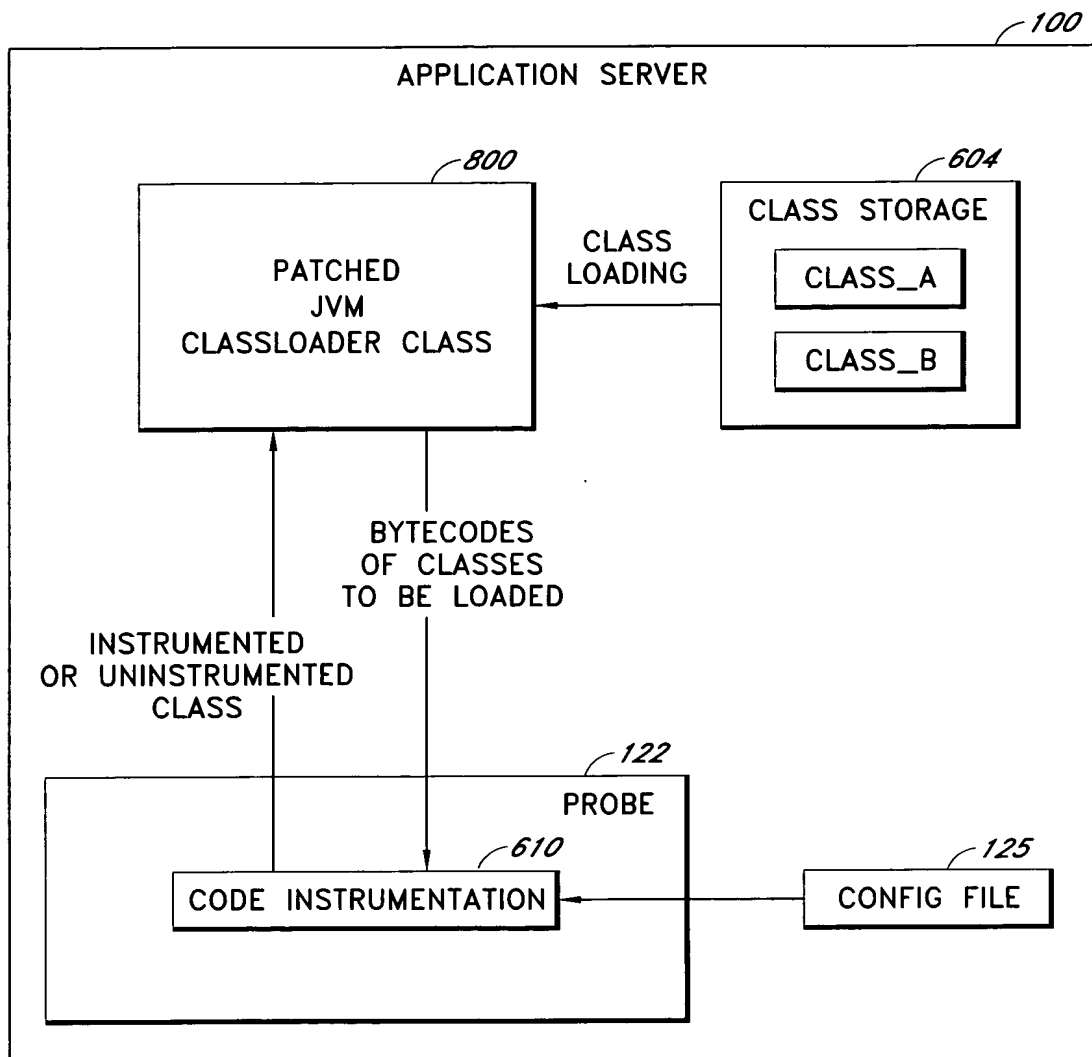 100
APPLICATION SERVER
800
PATCHED
JVM
CLASSLOADER CLASS
CLASS
LOADING
604
CLASS STORAGE
CLASS_A
CLASS_B
BYTECODES
OF CLASSES
TO BE LOADED
INSTRUMENTED
OR UNINSTRUMENTED
CLASS
122
PROBE
610
CODE INSTRUMENTATION
125
CONFIG FILE